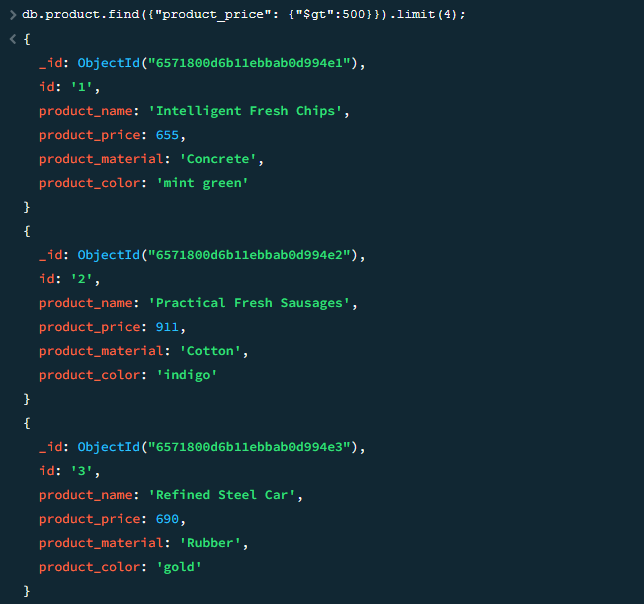 > db.product.find({"product_price": {"$gt":500}}).limit(4);
< {
_id: ObjectId("6571800d6b11ebbab0d994e1"),
id: '1',
product_name: 'Intelligent Fresh Chips',
product_price: 655,
product_material: 'Concrete',
product_color: 'mint green'
}
{
_id: ObjectId("6571800d6b11ebbab0d994e2"),
id: '2',
product_name: 'Practical Fresh Sausages',
product_price: 911,
product_material: 'Cotton',
product_color: 'indigo'
}
{
_id: ObjectId("6571800d6b11ebbab0d994e3"),
id: '3',
product_name: 'Refined Steel Car',
product_price: 690,
product_material: 'Rubber',
product_color: 'gold'
}